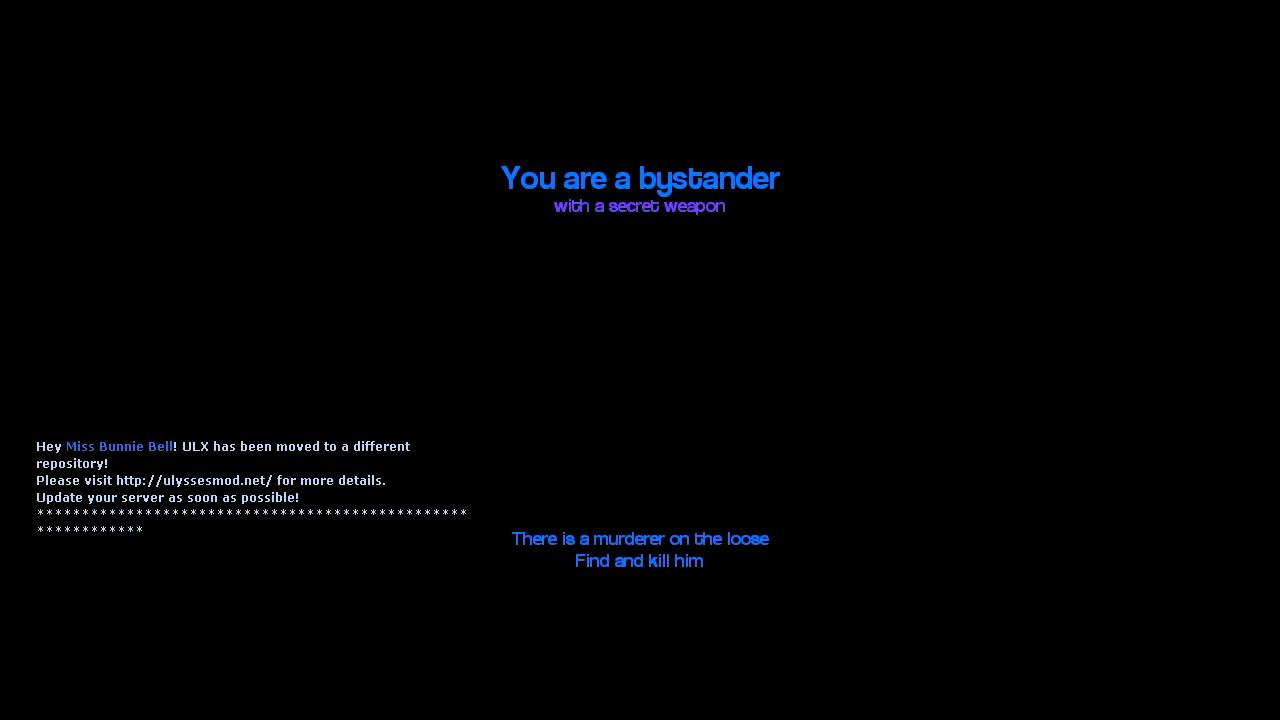 You are a bystander
with a secret weapon
Hey Miss Bunnie Bell! ULX has been moved to a different
repository!
Please visit http://ulyssesmod.net/ for more details.
Update your server as soon as possible!
************************************************
************
There is a murderer on the loose
Find and kill him